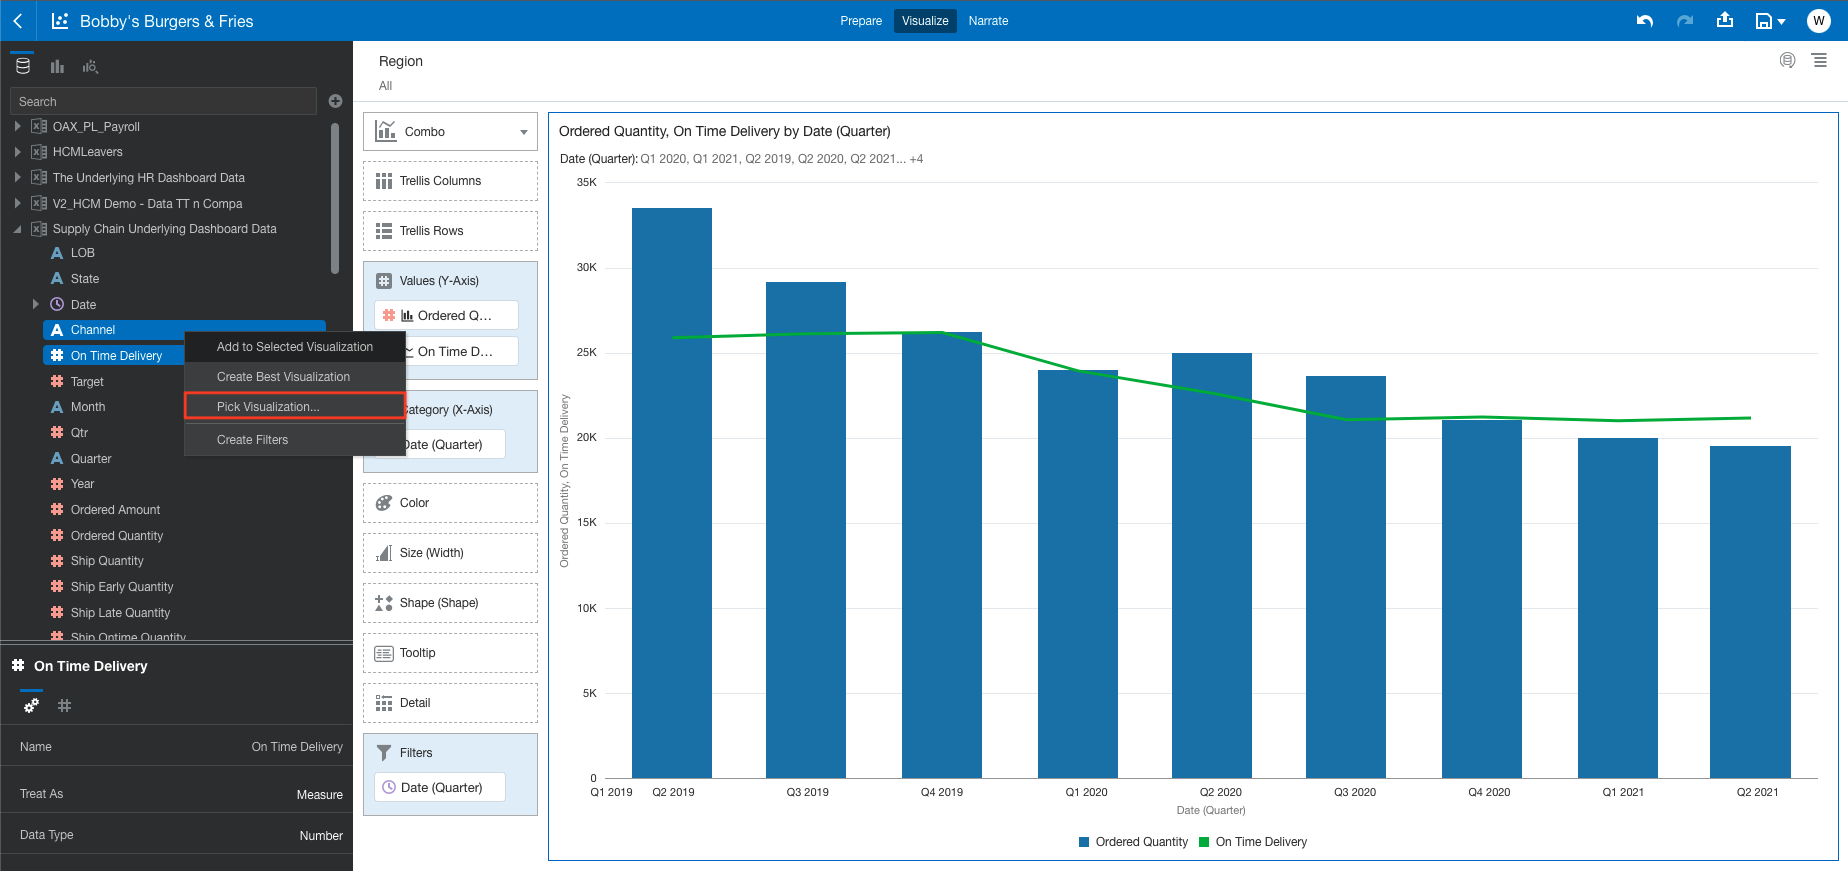 Bobby's Burgers & Fries
Prepare
Visualize
Narrate
W
Search
OAX_PL_Payroll
HCMLeavers
The Underlying HR Dashboard Data
V2_HCM Demo - Data TT n Compa
Supply Chain Underlying Dashboard Data
LOB
State
Date
Channel
On Time Delivery
Target
Month
Qtr
Quarter
Year
Ordered Amount
Ordered Quantity
Ship Quantity
Ship Early Quantity
Ship Late Quantity
Ship Ontime Quantity
Add to Selected Visualization
Create Best Visualization
Pick Visualization...
Create Filters
On Time Delivery
Name On Time Delivery
Treat As Measure
Data Type Number
Region
All
Combo
Trellis Columns
Trellis Rows
Values (Y-Axis)
Ordered Q...
On Time D...
Category (X-Axis)
Date (Quarter)
Color
Size (Width)
Shape (Shape)
Tooltip
Detail
Filters
Date (Quarter)
Ordered Quantity, On Time Delivery by Date (Quarter)
Date (Quarter): Q1 2020, Q1 2021, Q2 2019, Q2 2020, Q2 2021... +4
35K
30K
25K
20K
15K
10K
5K
0
Ordered Quantity, On Time Delivery
Q1 2019 Q2 2019 Q3 2019 Q4 2019 Q1 2020 Q2 2020 Q3 2020 Q4 2020 Q1 2021 Q2 2021
Date (Quarter)
Ordered Quantity On Time Delivery